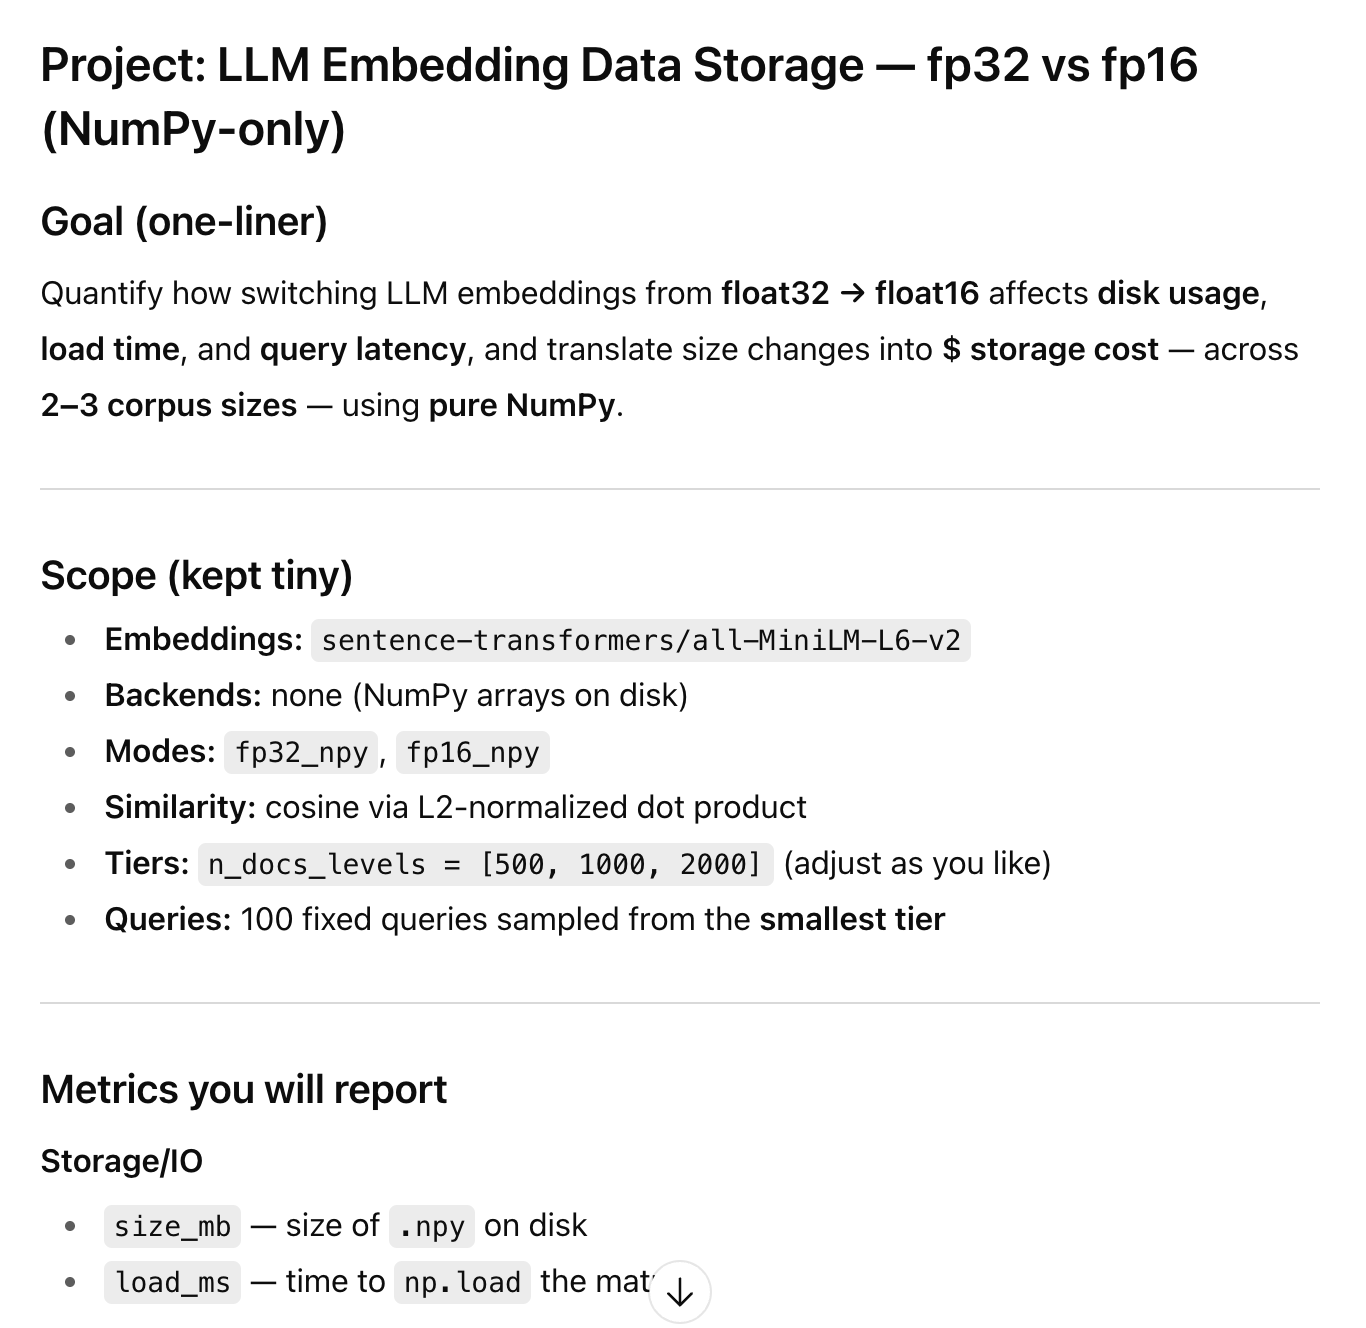 Project: LLM Embedding Data Storage — fp32 vs fp16
(NumPy-only)
Goal (one-liner)
Quantify how switching LLM embeddings from float32 → float16 affects disk usage,
load time, and query latency, and translate size changes into $ storage cost — across
2–3 corpus sizes — using pure NumPy.
Scope (kept tiny)
• Embeddings: sentence-transformers/all-MiniLM-L6-v2
• Backends: none (NumPy arrays on disk)
• Modes: fp32_npy, fp16_npy
• Similarity: cosine via L2-normalized dot product
• Tiers: n_docs_levels = [500, 1000, 2000] (adjust as you like)
• Queries: 100 fixed queries sampled from the smallest tier
Metrics you will report
Storage/IO
• size_mb — size of .npy on disk
• load_ms — time to np.load the